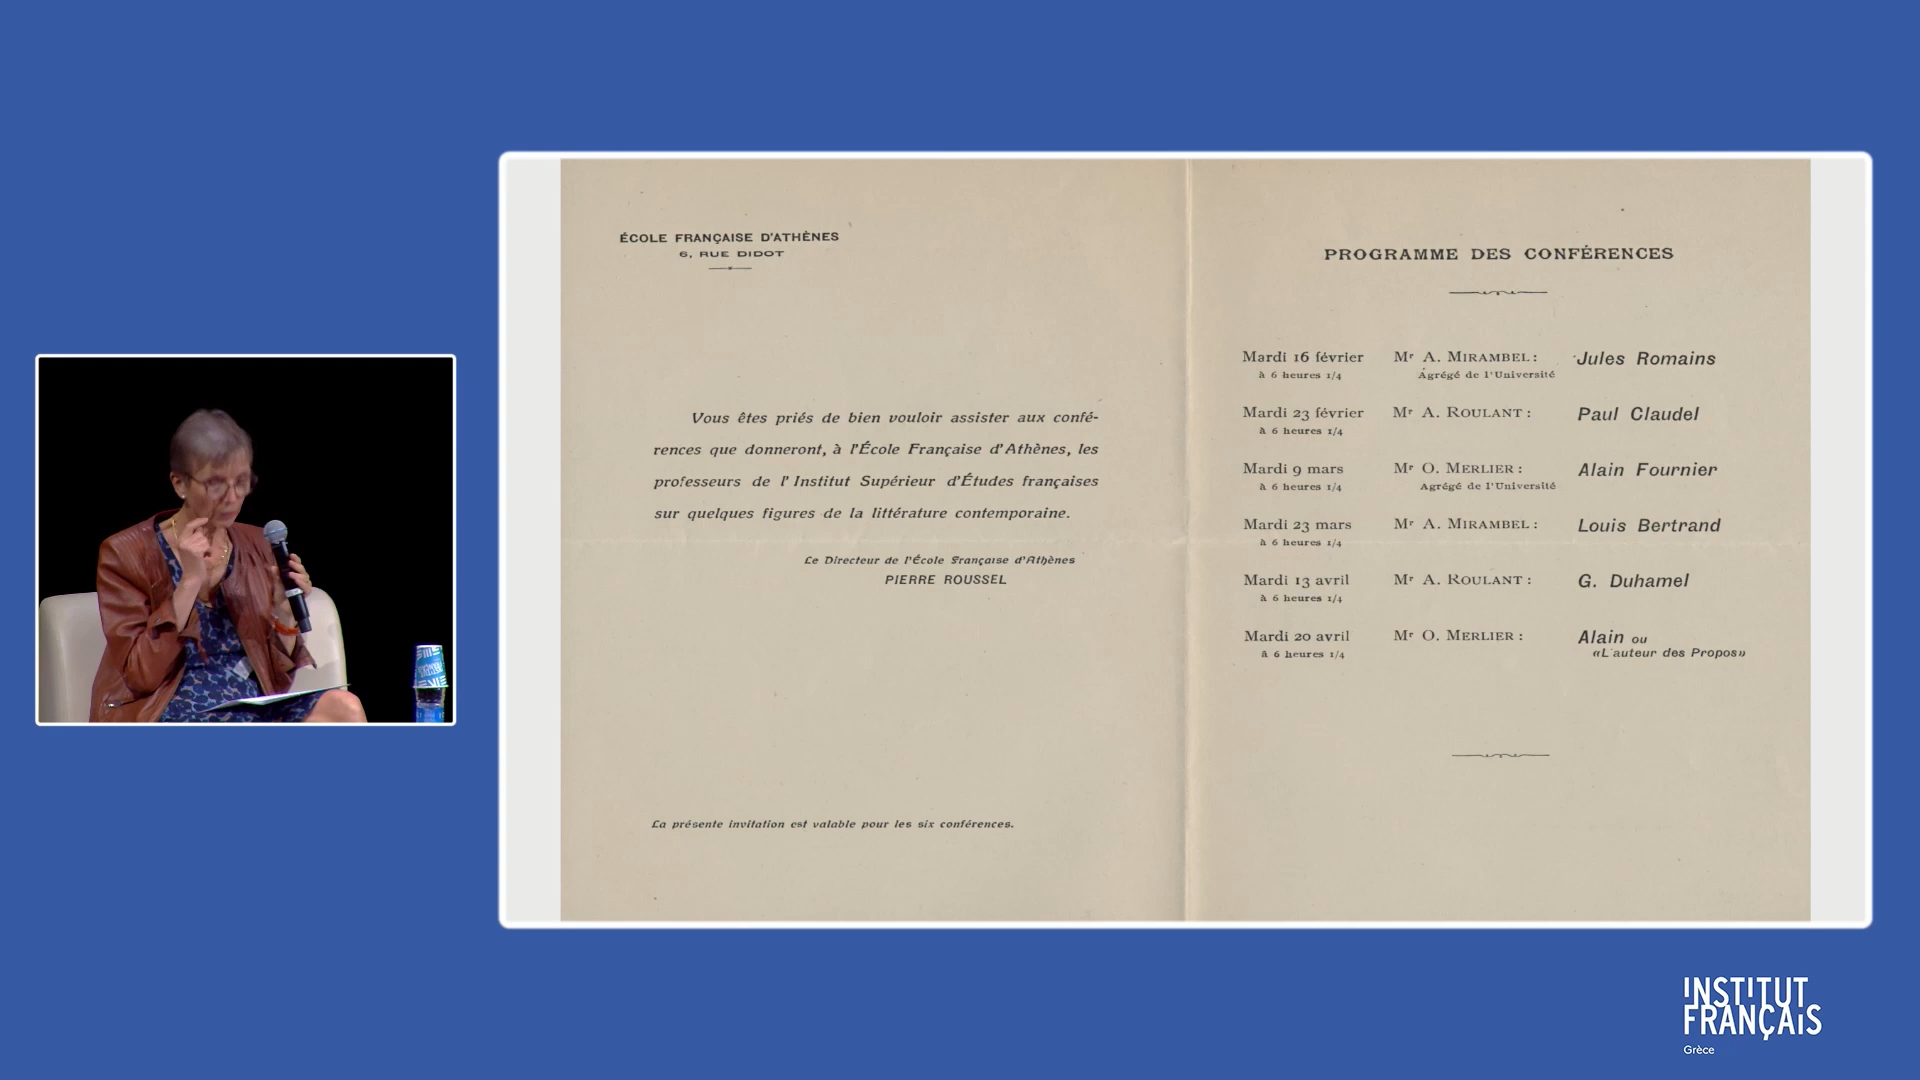 ÉCOLE FRANÇAISE D'ATHÈNES
6, RUE DIDOT
Vous êtes priés de bien vouloir assister aux confé-
rences que donneront, à l'École Française d'Athènes, les
professeurs de l'Institut Supérieur d'Études françaises
sur quelques figures de la littérature contemporaine.
Le Directeur de l'École Française d'Athènes
PIERRE ROUSSEL
La présente invitation est valable pour les six conférences.
PROGRAMME DES CONFÉRENCES
Mardi 16 février Mr A. MIRAMBEL : Jules Romains
à 6 heures 1/4 Agrégé de l'Université
Mardi 23 février Mr A. ROULANT : Paul Claudel
à 6 heures 1/4
Mardi 9 mars Mr O. MERLIER : Alain Fournier
à 6 heures 1/4 Agrégé de l'Université
Mardi 23 mars Mr A. MIRAMBEL : Louis Bertrand
à 6 heures 1/4
Mardi 13 avril Mr A. ROULANT : G. Duhamel
à 6 heures 1/4
Mardi 20 avril Mr O. MERLIER : Alain ou
à 6 heures 1/4 «L'auteur des Propos»
INSTITUT
FRANÇAIS
Grèce